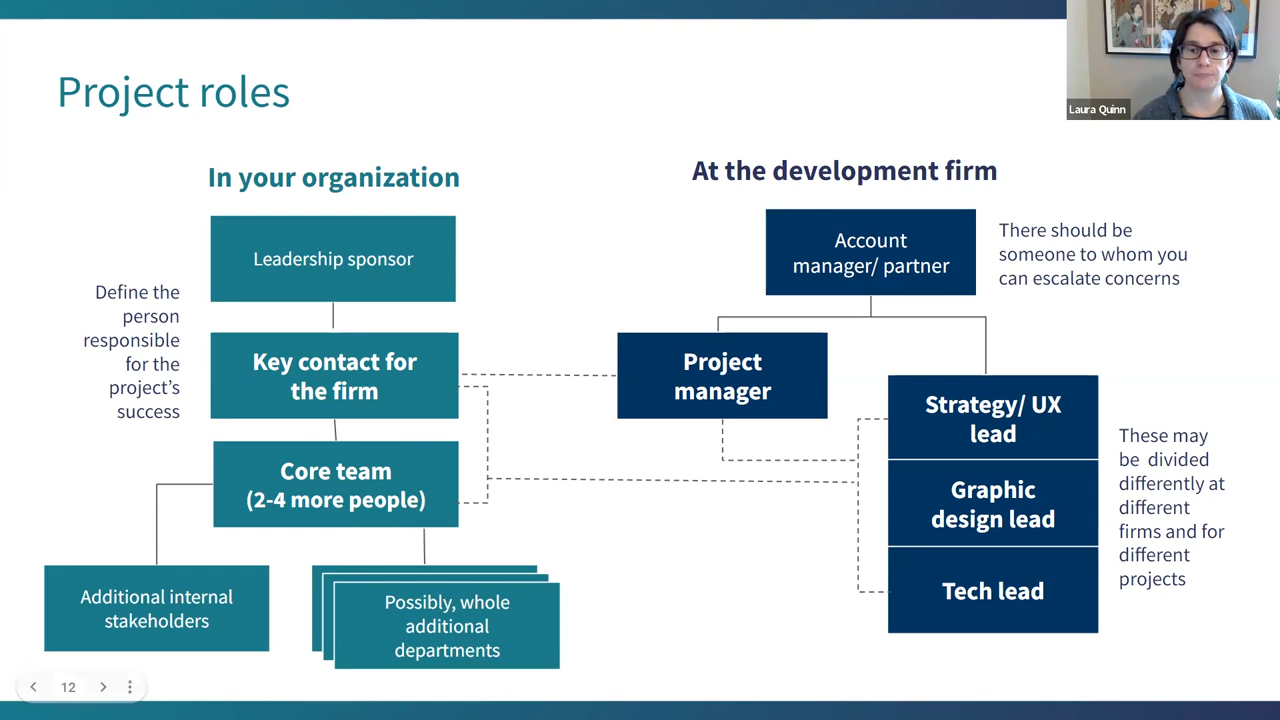 Project roles
Laura Quinn
In your organization
Leadership sponsor
Define the
person
responsible
for the
project's
success
Key contact for
the firm
Core team
(2-4 more people)
Additional internal
stakeholders
Possibly, whole
additional
departments
At the development firm
Account
manager/ partner
There should be
someone to whom you
can escalate concerns
Project
manager
Strategy/ UX
lead
Graphic
design lead
Tech lead
These may
be divided
differently at
different
firms and for
different
projects
12